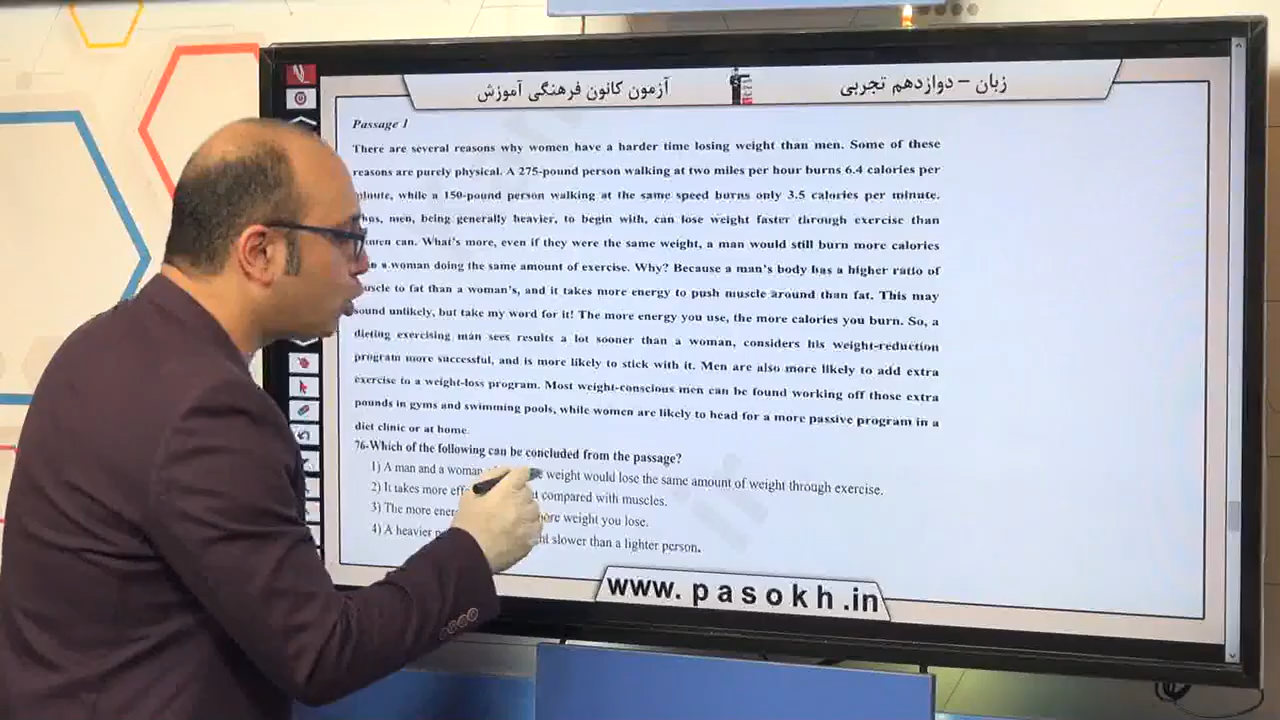 آزمون کانون فرهنگی آموزش
زبان – دوازدهم تجربی
Passage 1
There are several reasons why women have a harder time losing weight than men. Some of these
reasons are purely physical. A 275-pound person walking at two miles per hour burns 6.4 calories per
minute, while a 150-pound person walking at the same speed burns only 3.5 calories per minute.
men, being generally heavier, to begin with, can lose weight faster through exercise than
can. What's more, even if they were the same weight, a man would still burn more calories
a woman doing the same amount of exercise. Why? Because a man's body has a higher ratio of
muscle to fat than a woman's, and it takes more energy to push muscle around than fat. This may
sound unlikely, but take my word for it! The more energy you use, the more calories you burn. So, a
dieting exercising man sees results a lot sooner than a woman, considers his weight-reduction
program more successful, and is more likely to stick with it. Men are also more likely to add extra
exercise to a weight-loss program. Most weight-conscious men can be found working off those extra
pounds in gyms and swimming pools, while women are likely to head for a more passive program in a
diet clinic or at home.
76-Which of the following can be concluded from the passage?
1) A man and a woman weight would lose the same amount of weight through exercise.
2) It takes more compared with muscles.
3) The more weight you lose.
4) A heavier slower than a lighter person.
www. pasokh.in